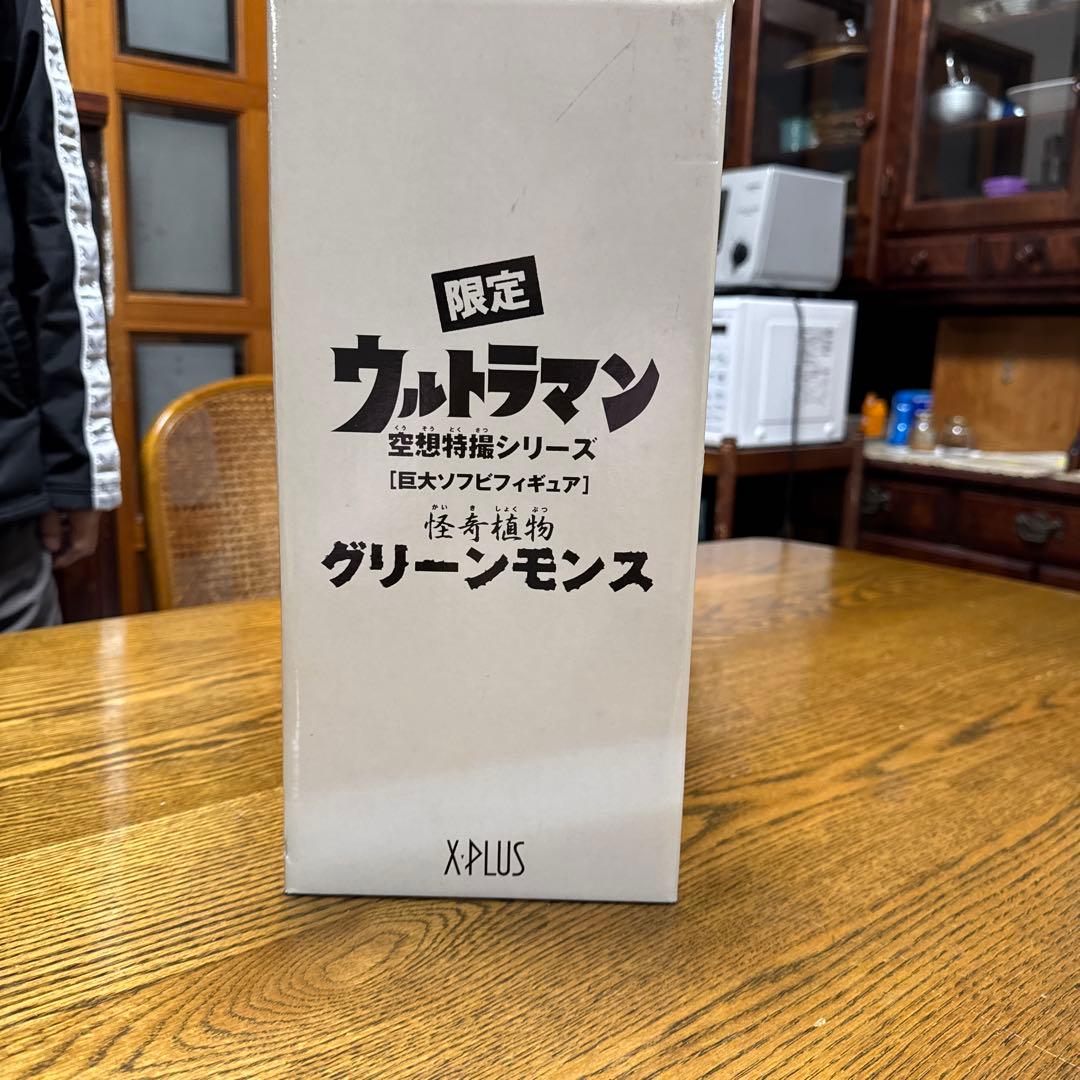 限定
ウルトラマン
くうそうとくさつ
空想特撮シリーズ
[巨大ソフビフィギュア]
かいきしょくぶつ
怪奇植物
グリーンモンス
X·PLUS